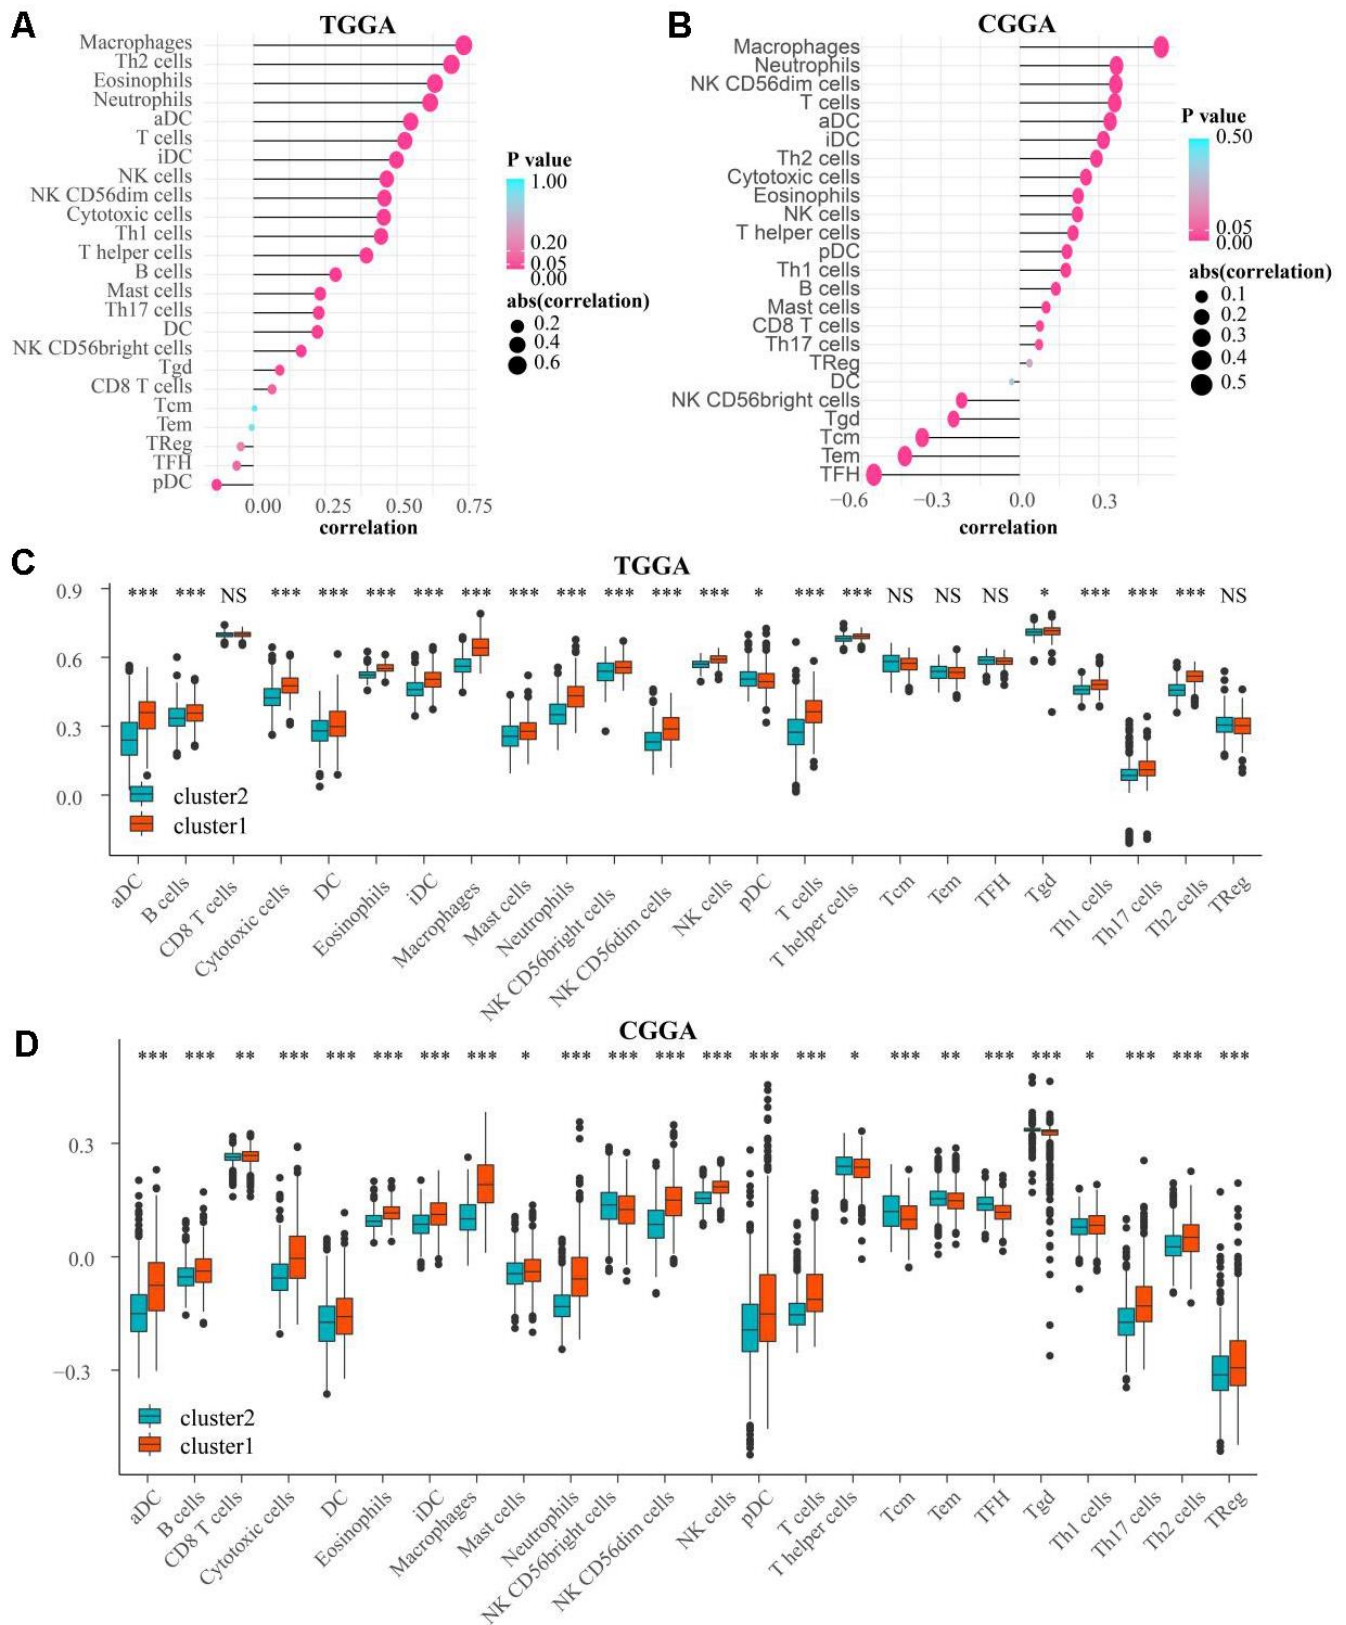 A
TGGA
Macrophages
Th2 cells
Eosinophils
Neutrophils
aDC
T cells
iDC
NK cells
NK CD56dim cells
Cytotoxic cells
Th1 cells
T helper cells
B cells
Mast cells
Th17 cells
DC
NK CD56bright cells
Tgd
CD8 T cells
Tcm
Tem
TReg
TFH
pDC
0.00 0.25 0.50 0.75
correlation
P value
1.00
0.20
0.05
0.00
abs(correlation)
0.2
0.4
0.6
B
CGGA
Macrophages
Neutrophils
NK CD56dim cells
T cells
aDC
iDC
Th2 cells
Cytotoxic cells
Eosinophils
NK cells
T helper cells
pDC
Th1 cells
B cells
Mast cells
CD8 T cells
Th17 cells
TReg
DC
NK CD56bright cells
Tgd
Tcm
Tem
TFH
−0.6 −0.3 0.0 0.3
correlation
P value
0.50
0.05
0.00
abs(correlation)
0.1
0.2
0.3
0.4
0.5
C
TGGA
*** *** NS *** *** *** *** *** *** *** *** *** *** * *** *** NS NS NS * *** *** *** NS
0.9
0.6
0.3
0.0
cluster2
cluster1
aDC
B cells
CD8 T cells
Cytotoxic cells
DC
Eosinophils
iDC
Macrophages
Mast cells
Neutrophils
NK CD56bright cells
NK CD56dim cells
NK cells
pDC
T cells
T helper cells
Tcm
Tem
TFH
Tgd
Th1 cells
Th17 cells
Th2 cells
TReg
D
CGGA
*** *** ** *** *** *** *** *** * *** *** *** *** *** *** * *** ** *** *** * *** *** ***
0.3
0.0
−0.3
cluster2
cluster1
aDC
B cells
CD8 T cells
Cytotoxic cells
DC
Eosinophils
iDC
Macrophages
Mast cells
Neutrophils
NK CD56bright cells
NK CD56dim cells
NK cells
pDC
T cells
T helper cells
Tcm
Tem
TFH
Tgd
Th1 cells
Th17 cells
Th2 cells
TReg